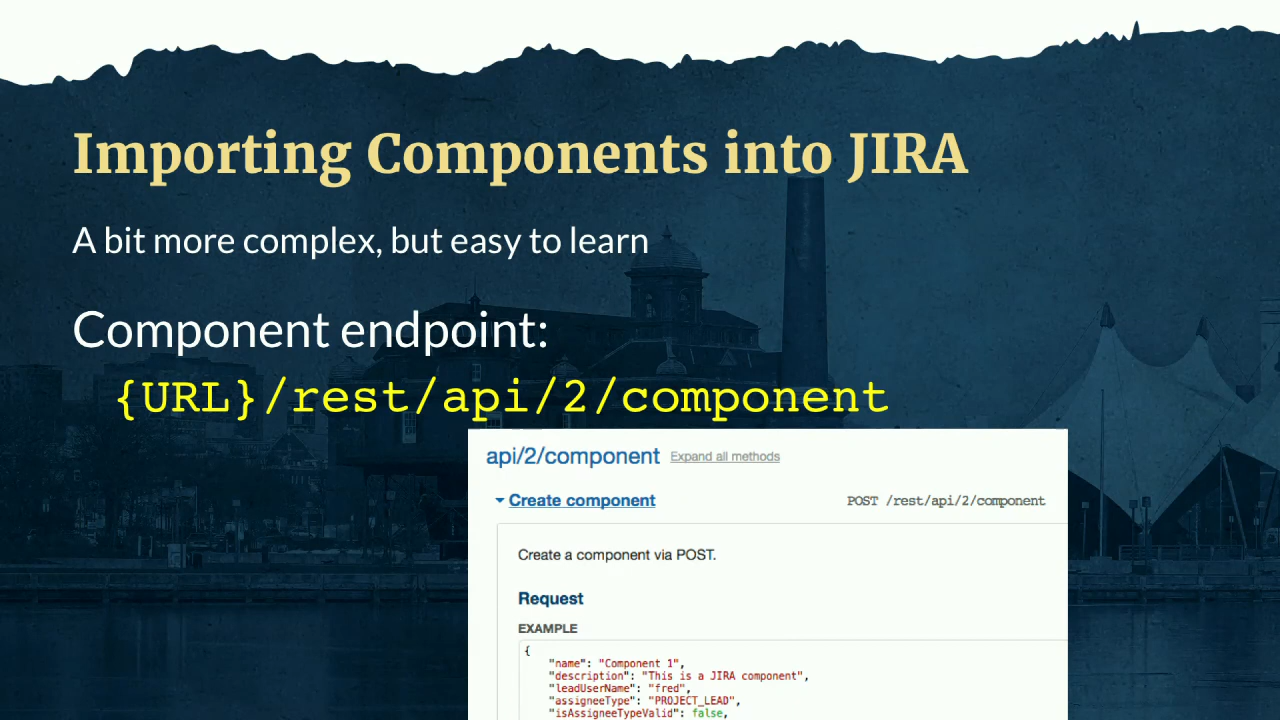 Importing Components into JIRA
A bit more complex, but easy to learn
Component endpoint:
{URL}/rest/api/2/component
api/2/component Expand all methods
Create component POST /rest/api/2/component
Create a component via POST.
Request
EXAMPLE
{
"name": "Component 1",
"description": "This is a JIRA component",
"leadUserName": "fred",
"assigneeType": "PROJECT_LEAD",
"isAssigneeTypeValid": false,